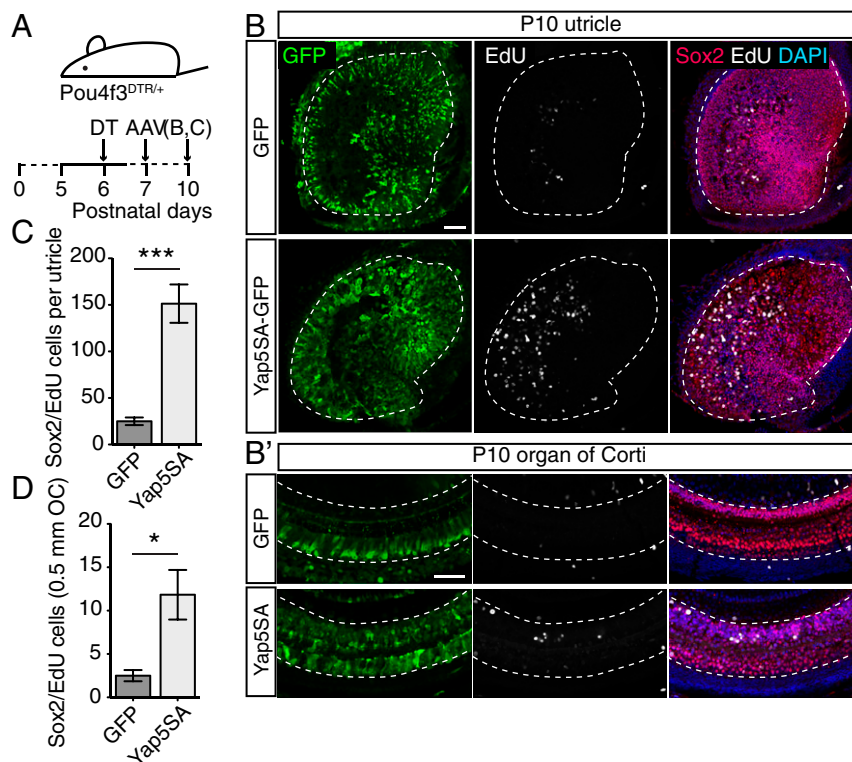 A
Pou4f3DTR/+
DT AAV (B,C)
0 5 6 7 10
Postnatal days
B
P10 utricle
GFP EdU Sox2 EdU DAPI
GFP
Yap5SA-GFP
B'
P10 organ of Corti
GFP
Yap5SA
C
Sox2/EdU cells per utricle
200
150
100
50
0
***
GFP Yap5SA
D
Sox2/EdU cells (0.5 mm OC)
20
15
10
5
0
*
GFP Yap5SA